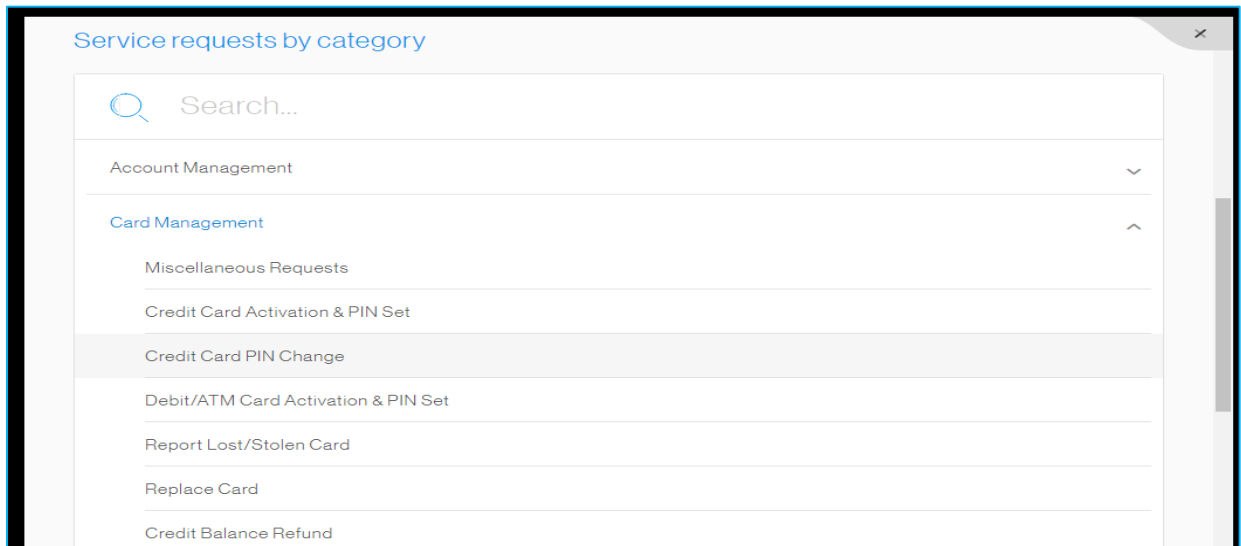 Service requests by category
Search...
Account Management
Card Management
Miscellaneous Requests
Credit Card Activation & PIN Set
Credit Card PIN Change
Debit/ATM Card Activation & PIN Set
Report Lost/Stolen Card
Replace Card
Credit Balance Refund